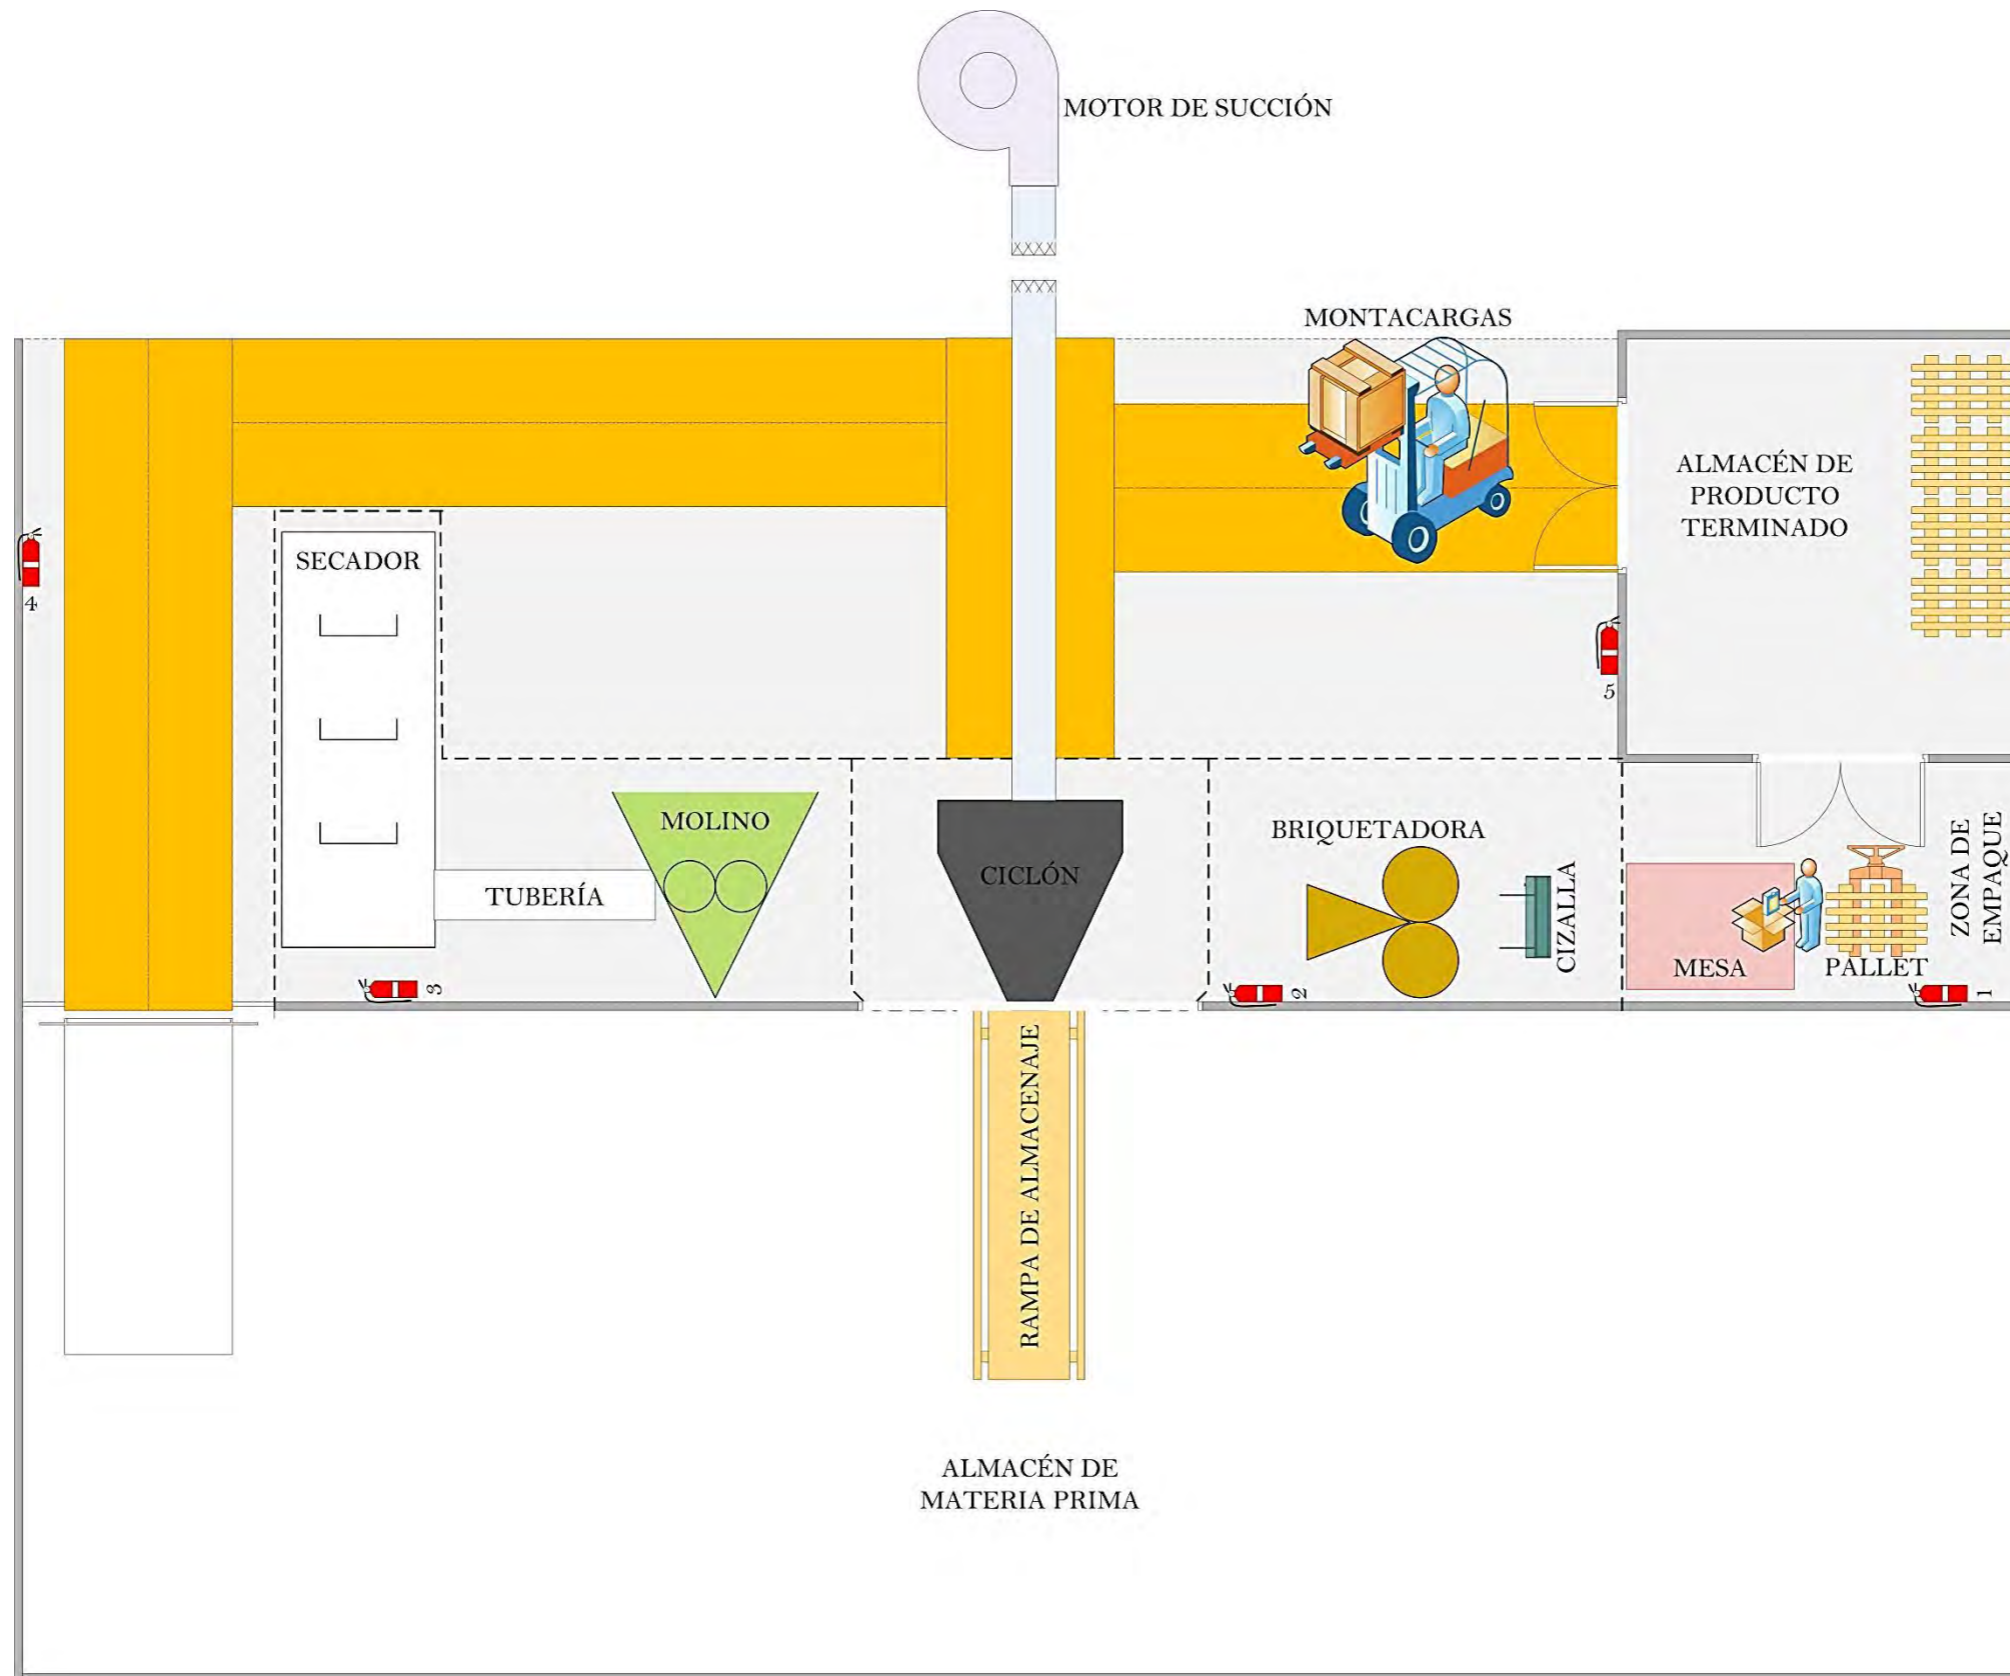 MOTOR DE SUCCIÓN
MONTACARGAS
ALMACÉN DE
PRODUCTO
TERMINADO
SECADOR
4
5
MOLINO
BRIQUETADORA
CICLÓN
TUBERÍA
CIZALLA
ZONA DE
EMPAQUE
MESA
PALLET
3
2
1
RAMPA DE ALMACENAJE
ALMACÉN DE
MATERIA PRIMA